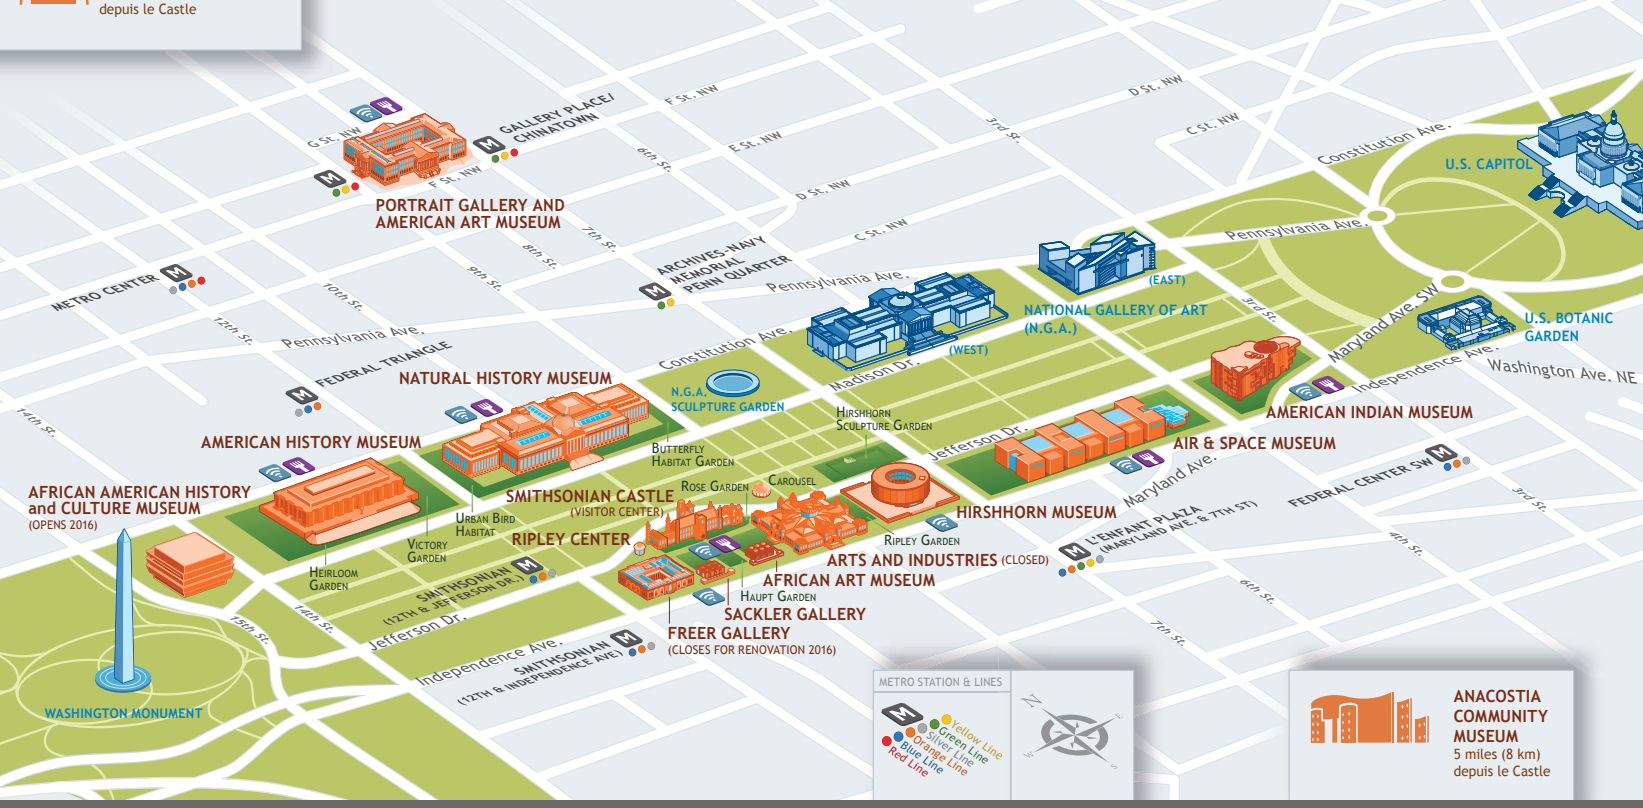 depuis le Castle
G St. NW
GALLERY PLACE/
CHINATOWN
F St. NW
F St. NW
PORTRAIT GALLERY AND
AMERICAN ART MUSEUM
E St. NW
D St. NW
C St. NW
D St. NW
C St. NW
3rd St.
6th St.
7th St.
8th St.
9th St.
10th St.
12th St.
14th St.
Constitution Ave.
U.S. CAPITOL
Pennsylvania Ave.
METRO CENTER
ARCHIVES-NAVY
MEMORIAL
PENN QUARTER
Pennsylvania Ave.
(EAST)
NATIONAL GALLERY OF ART
(N.G.A.)
(WEST)
3rd St.
Maryland Ave. SW
U.S. BOTANIC
GARDEN
Independence Ave.
Washington Ave. NE
Pennsylvania Ave.
FEDERAL TRIANGLE
Constitution Ave.
Madison Dr.
NATURAL HISTORY MUSEUM
N.G.A.
SCULPTURE GARDEN
HIRSHHORN
SCULPTURE GARDEN
Jefferson Dr.
AMERICAN INDIAN MUSEUM
AIR & SPACE MUSEUM
AMERICAN HISTORY MUSEUM
BUTTERFLY
HABITAT GARDEN
ROSE GARDEN
CAROUSEL
Maryland Ave.
FEDERAL CENTER SW
3rd St.
AFRICAN AMERICAN HISTORY
and CULTURE MUSEUM
(OPENS 2016)
SMITHSONIAN CASTLE
(VISITOR CENTER)
URBAN BIRD
HABITAT
RIPLEY CENTER
HIRSHHORN MUSEUM
RIPLEY GARDEN
L'ENFANT PLAZA
(MARYLAND AVE. & 7TH ST)
4th St.
VICTORY
GARDEN
HEIRLOOM
GARDEN
ARTS AND INDUSTRIES (CLOSED)
AFRICAN ART MUSEUM
HAUPT GARDEN
SACKLER GALLERY
FREER GALLERY
(CLOSES FOR RENOVATION 2016)
SMITHSONIAN
(12TH & JEFFERSON DR.)
Jefferson Dr.
14th St.
15th St.
6th St.
7th St.
Independence Ave.
SMITHSONIAN
(12TH & INDEPENDENCE AVE)
WASHINGTON MONUMENT
METRO STATION & LINES
M
Yellow Line
Green Line
Silver Line
Orange Line
Blue Line
Red Line
N
E
W
S
ANACOSTIA
COMMUNITY
MUSEUM
5 miles (8 km)
depuis le Castle